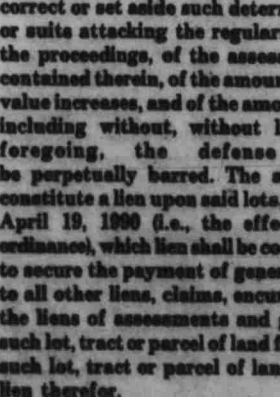 correct or set aside such deter
or suits attacking the regular
the proceedings, of the asses
contained therein, of the amou
value increases, and of the amo
including without, without l
foregoing, the defense
be perpetually barred. The a
constitute a lien upon said lots,
April 19, 1990 (i.e., the effe
ordinance), which lien shall be co
to secure the payment of gene
to all other liens, claims, encu
the liens of assessments and
such lot, tract or parcel of land f
such lot, tract or parcel of lan
lien therefor.